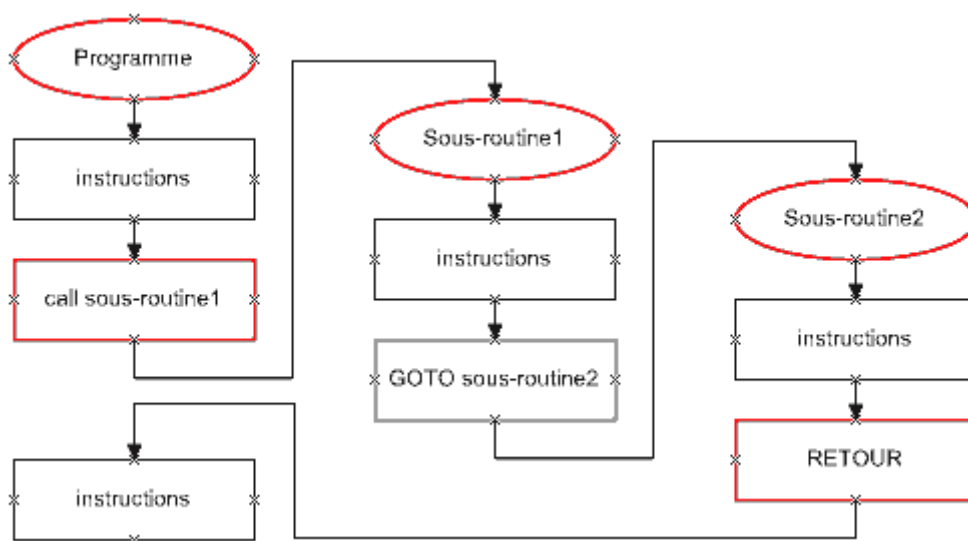 Programme
instructions
call sous-routine1
instructions
Sous-routine1
instructions
GOTO sous-routine2
Sous-routine2
instructions
RETOUR